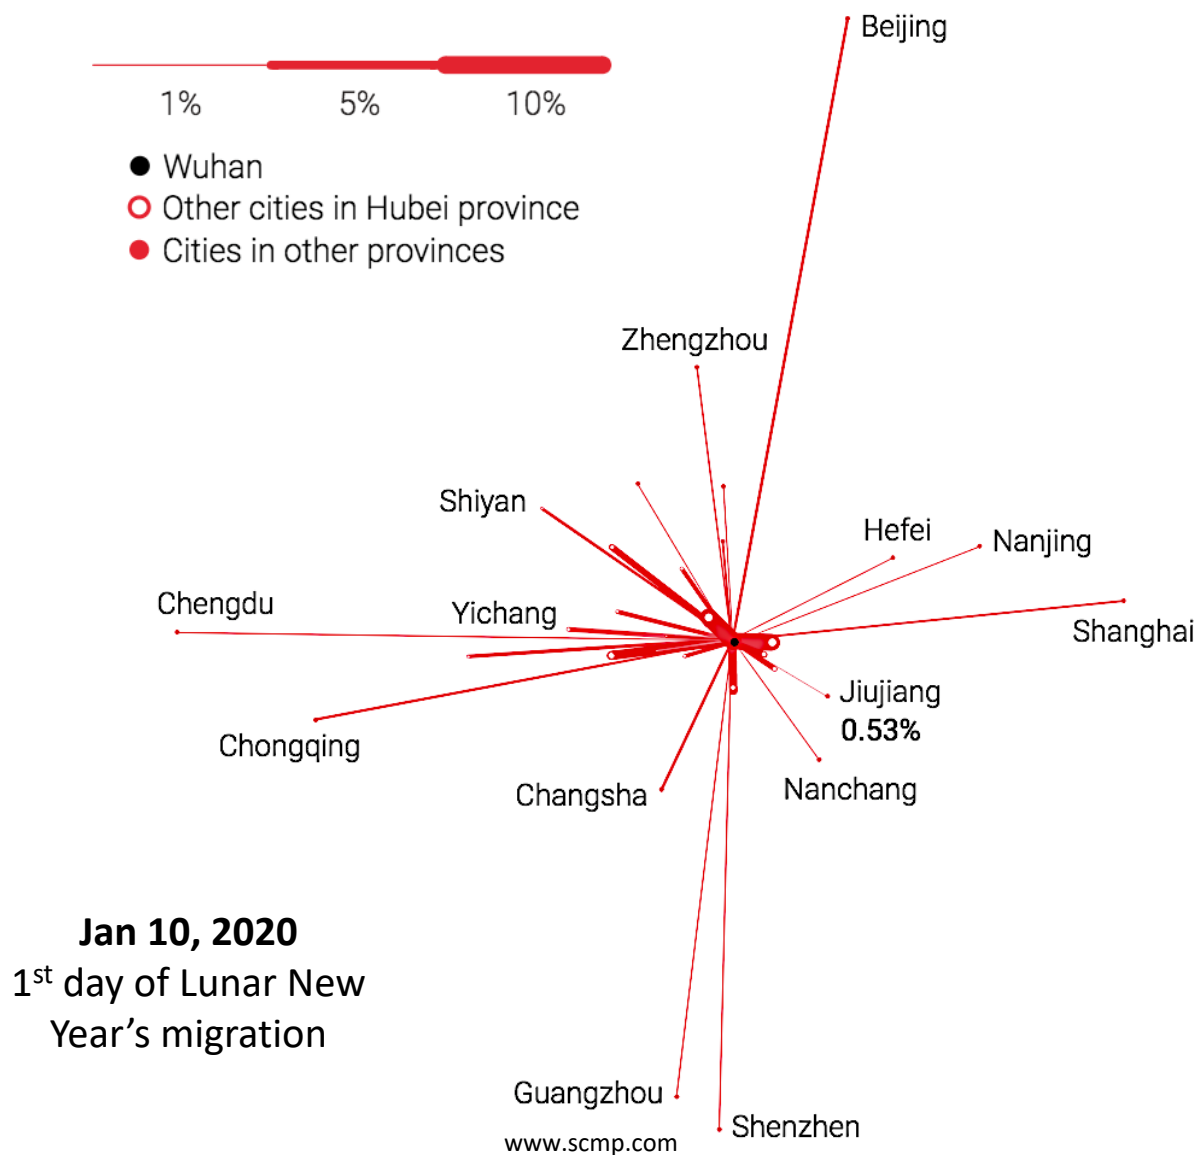 Beijing
1%
5%
10%
Wuhan
Other cities in Hubei province
Cities in other provinces
Zhengzhou
Shiyan
Hefei
Nanjing
Chengdu
Yichang
Shanghai
Jiujiang
0.53%
Chongqing
Changsha
Nanchang
Jan 10, 2020
1st day of Lunar New
Year’s migration
Guangzhou
Shenzhen
www.scmp.com